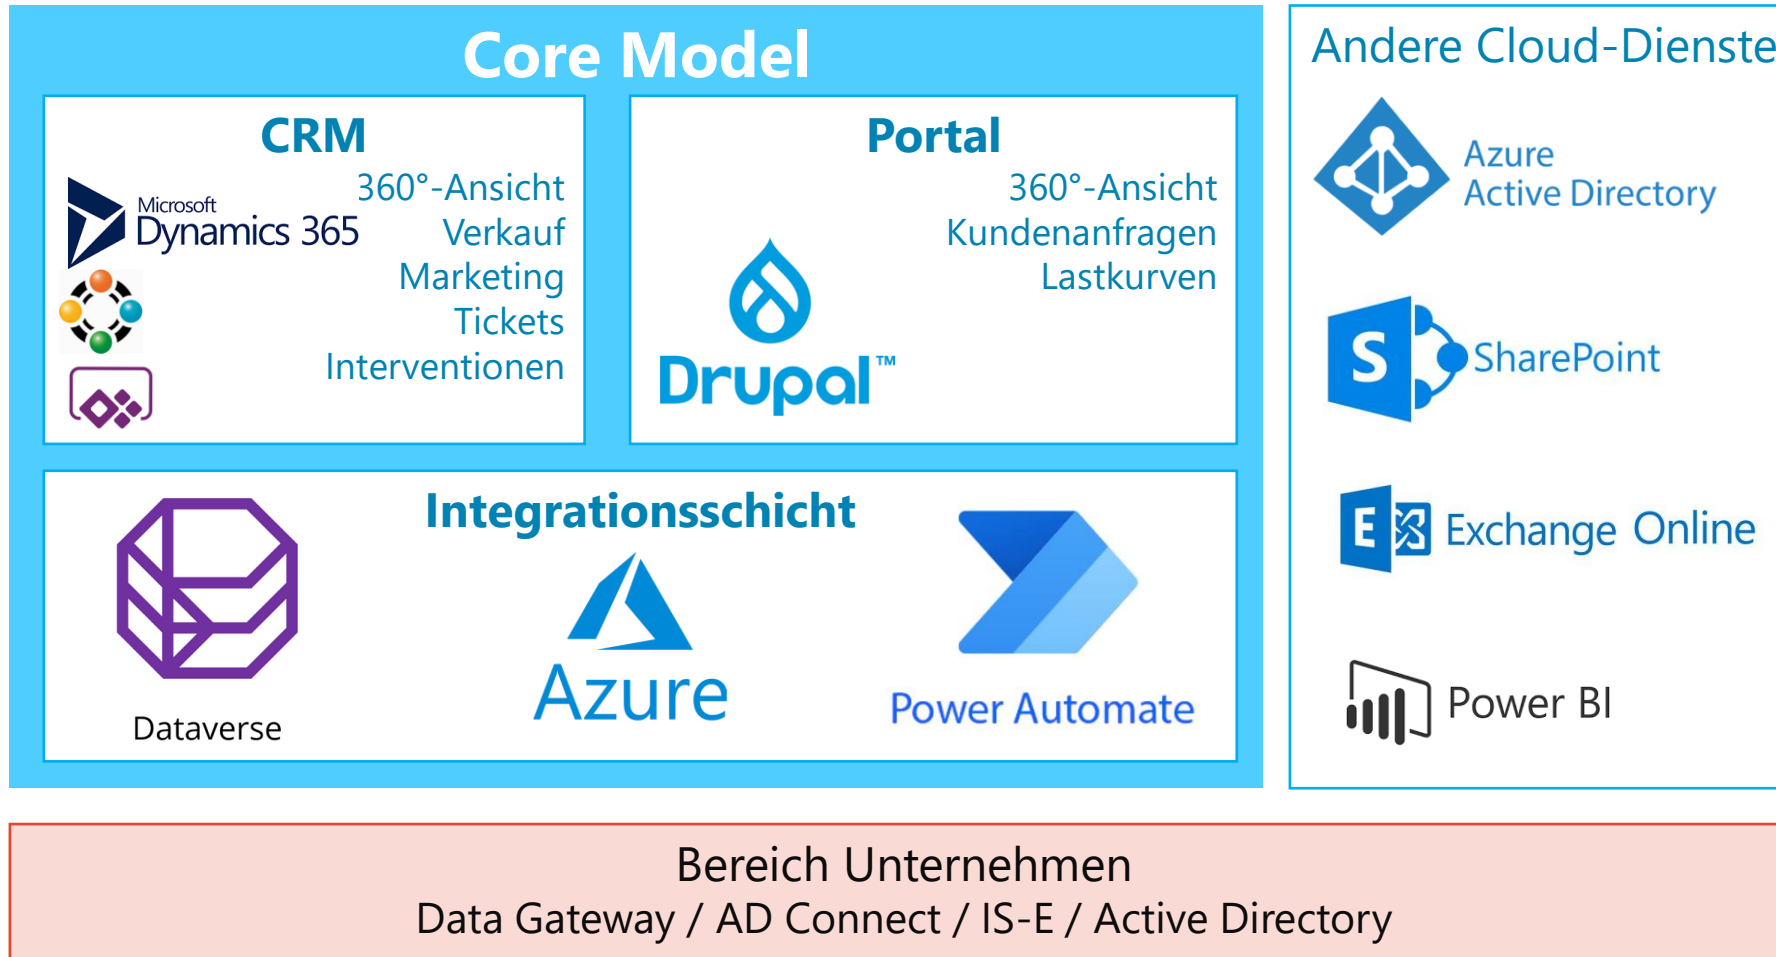 Core Model
CRM
Microsoft
Dynamics 365
360°-Ansicht
Verkauf
Marketing
Tickets
Interventionen
Portal
360°-Ansicht
Kundenanfragen
Lastkurven
Drupal™
Integrationsschicht
Dataverse
Azure
Power Automate
Andere Cloud-Dienste
Azure
Active Directory
S
SharePoint
E
Exchange Online
Power BI
Bereich Unternehmen
Data Gateway / AD Connect / IS-E / Active Directory